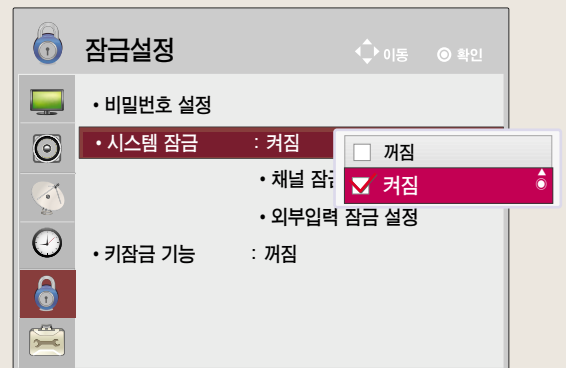 잠금설정 이동 확인
• 비밀번호 설정
• 시스템 잠금 : 켜짐
꺼짐
켜짐
• 채널 잠금
• 외부입력 잠금 설정
• 키잠금 기능 : 꺼짐